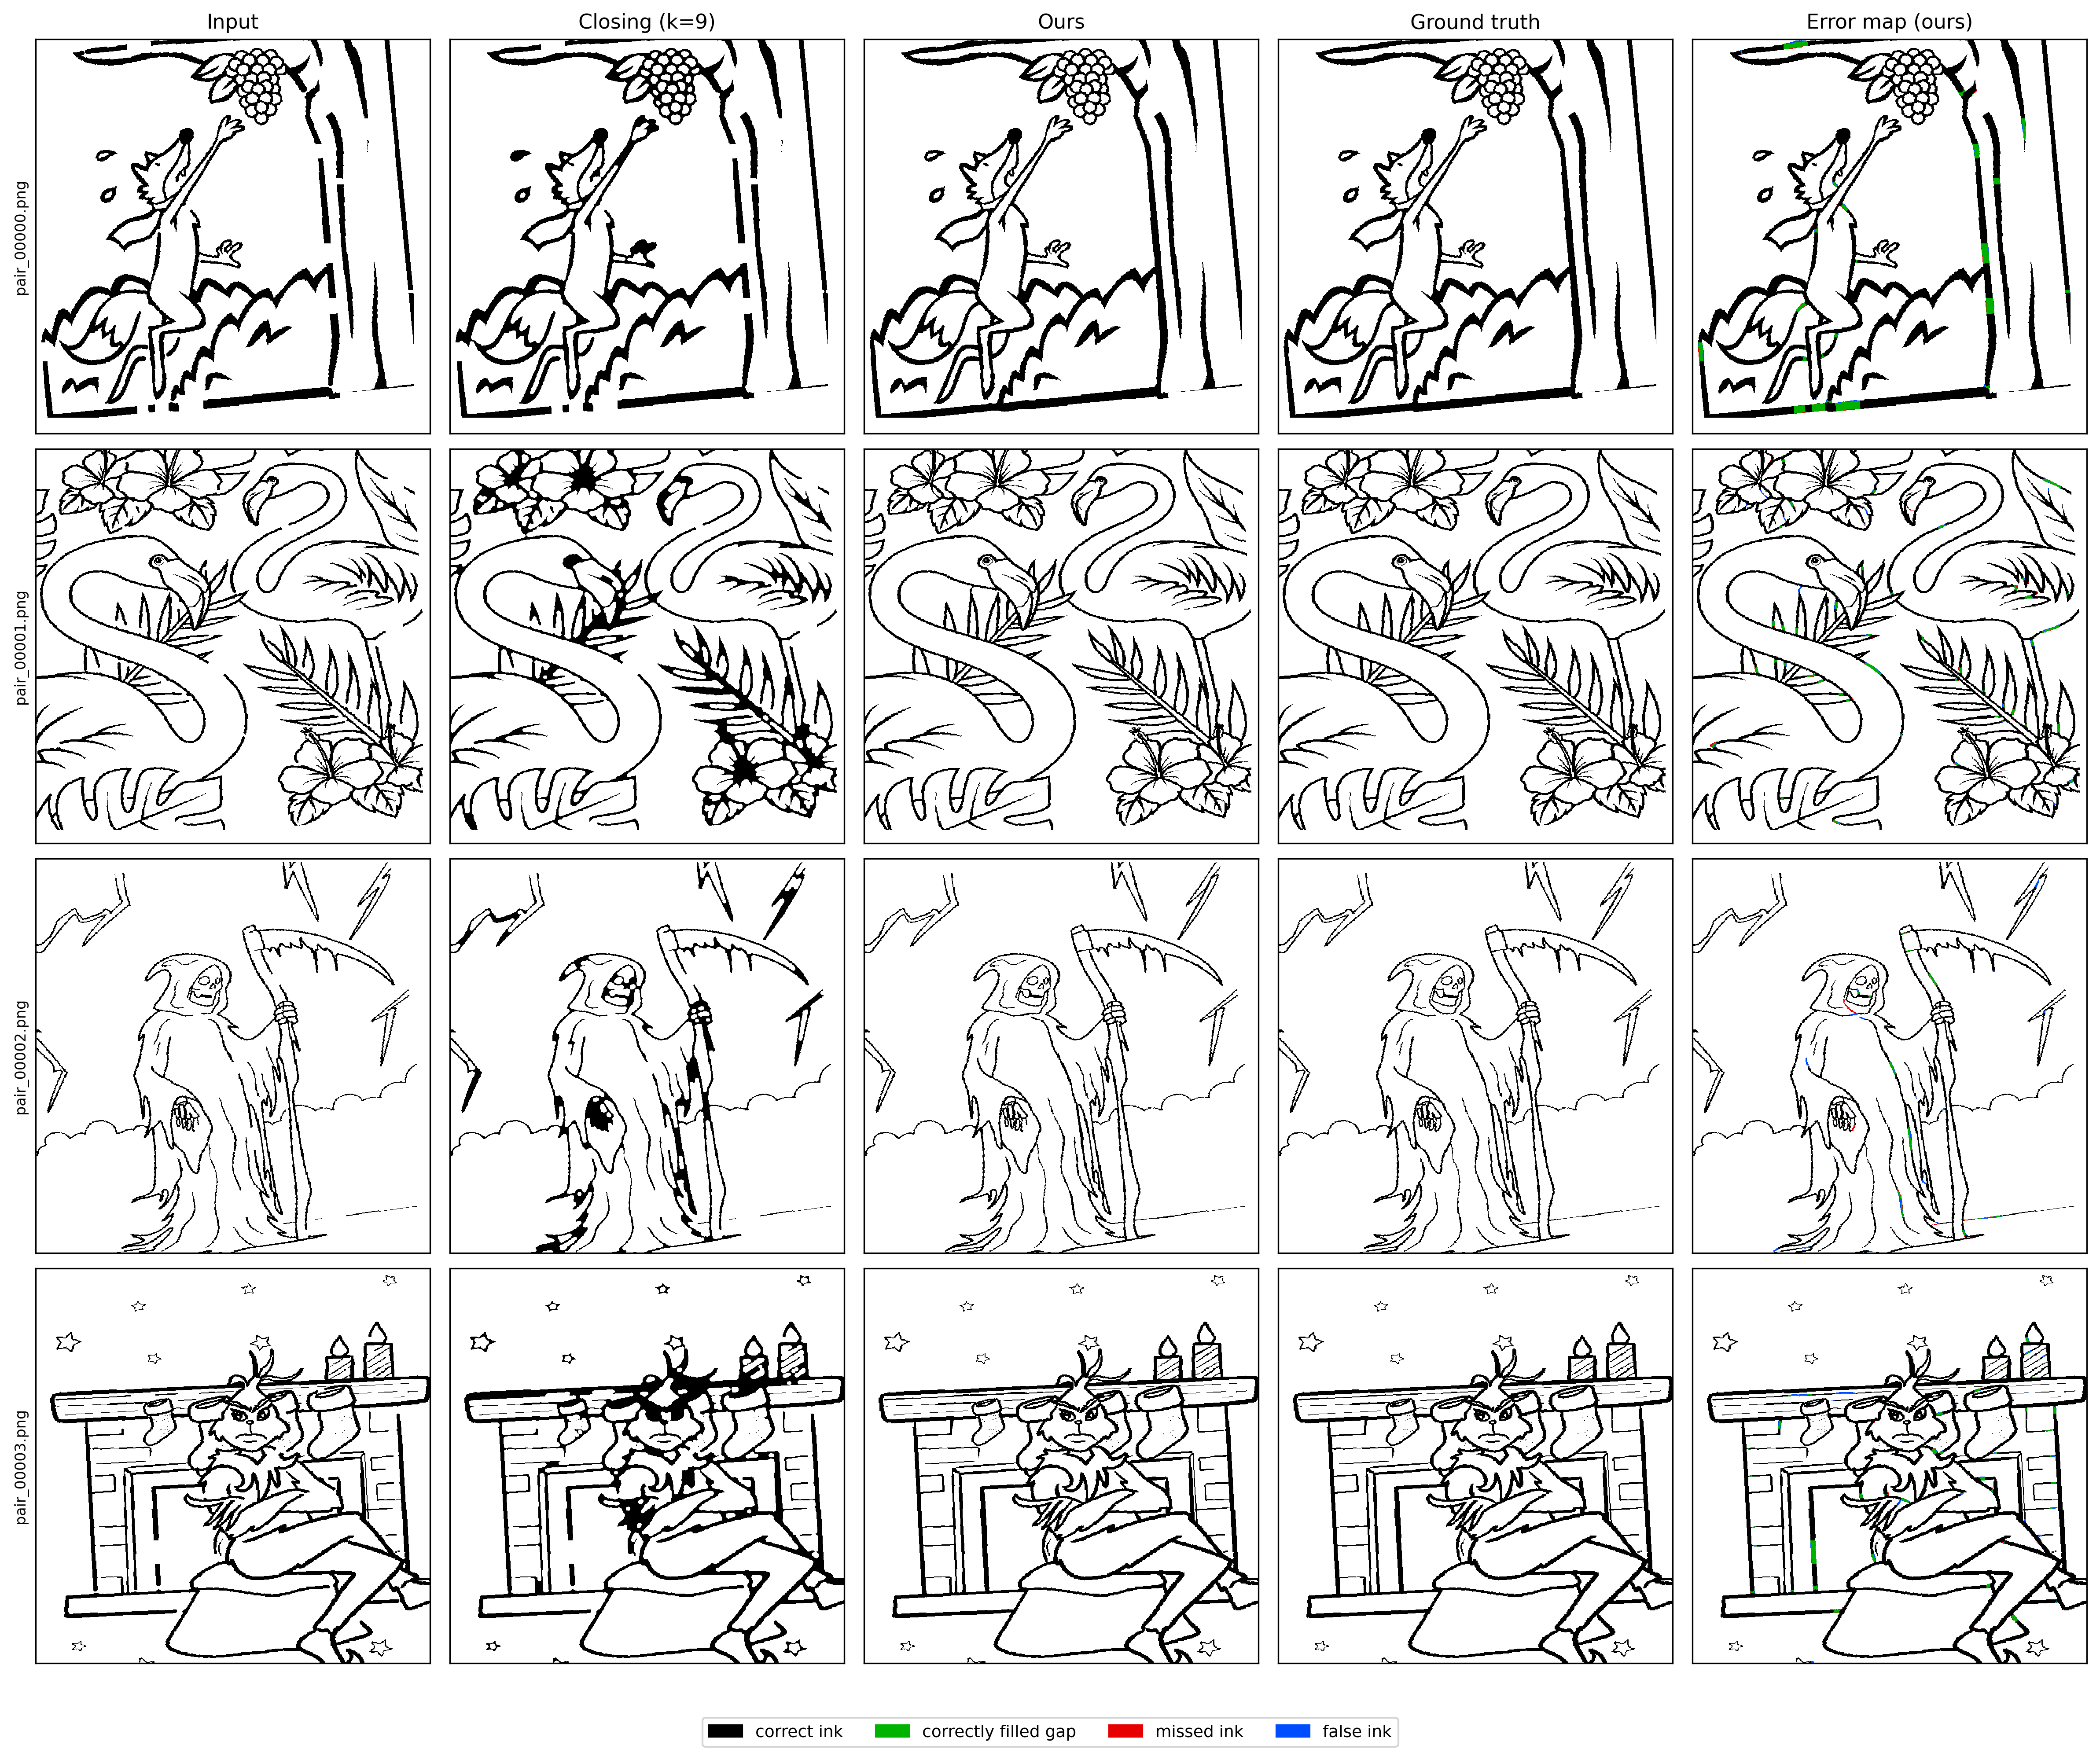 Input Closing (k=9) Ours Ground truth Error map (ours)
pair_00000.png
pair_00001.png
pair_00002.png
pair_00003.png
correct ink correctly filled gap missed ink false ink